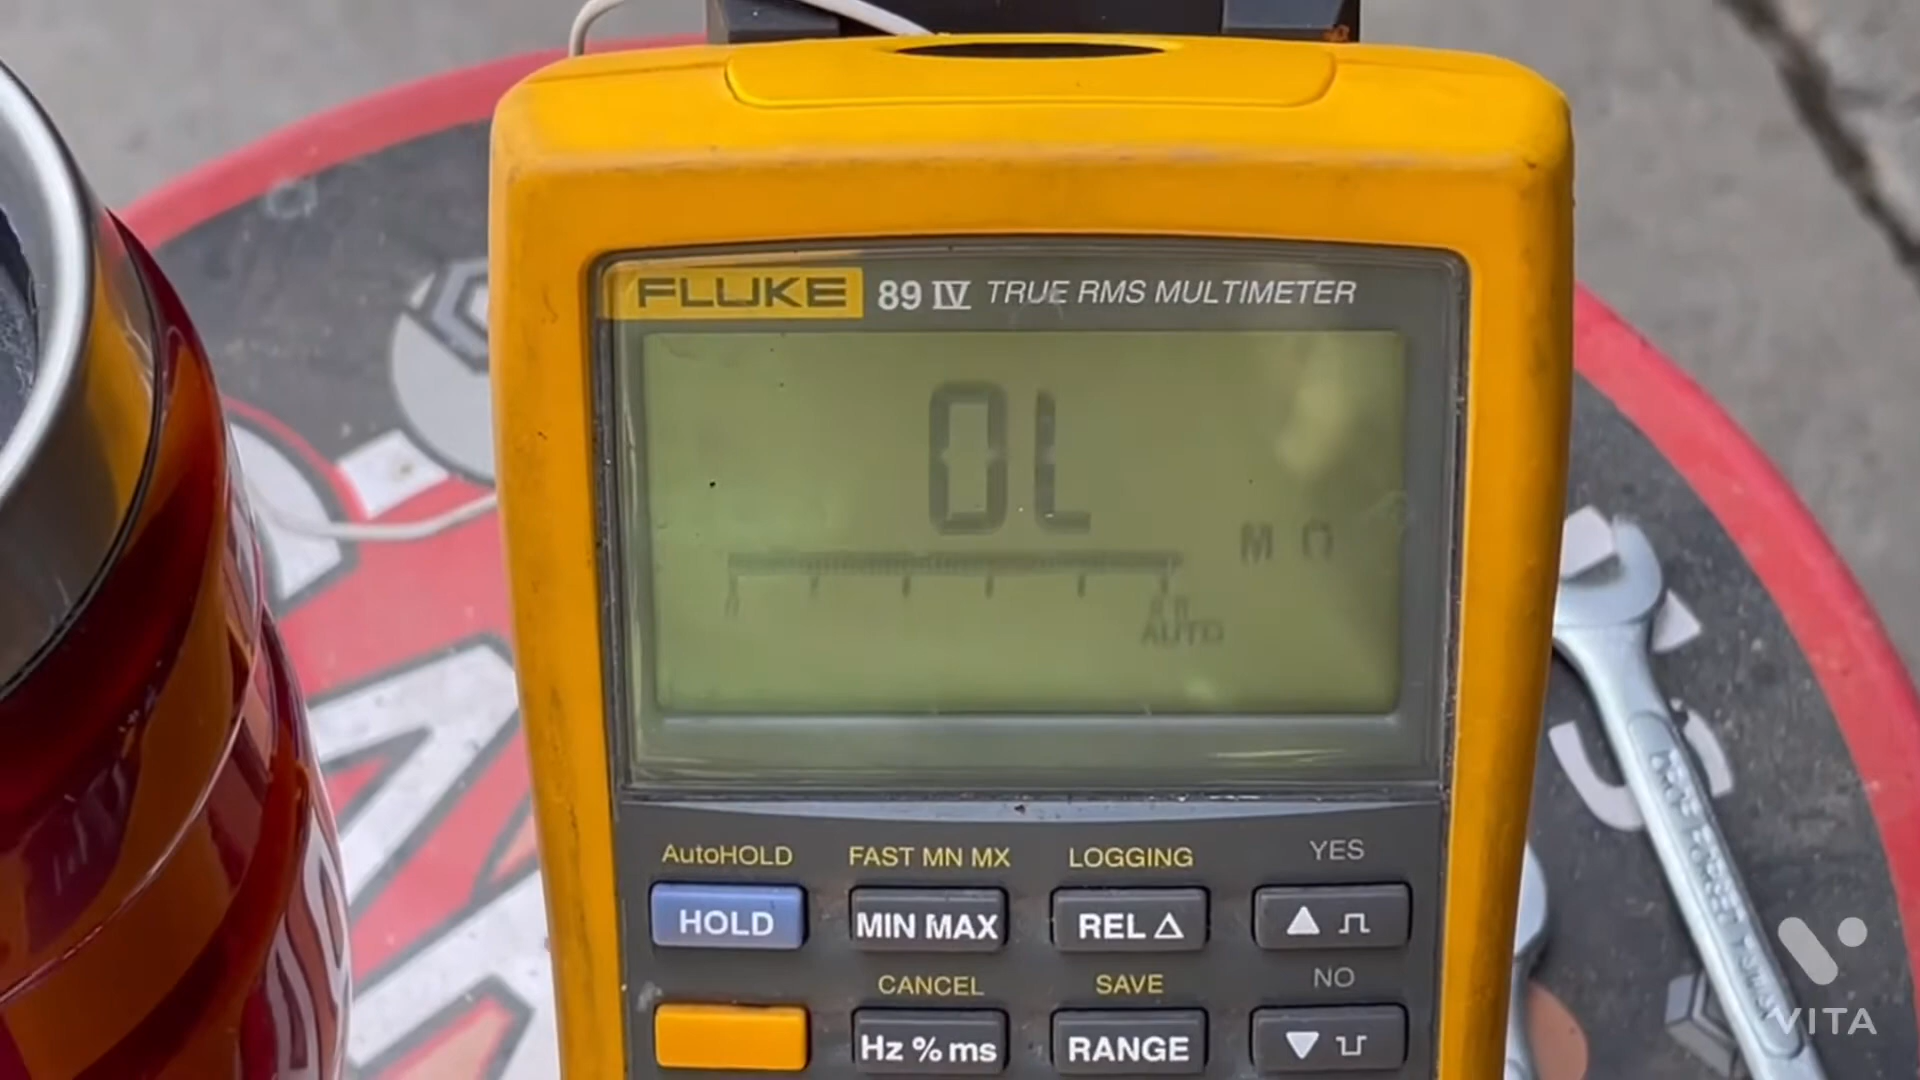 FLUKE 89 IV TRUE RMS MULTIMETER
OL
M Ω
0
AUTO
AutoHOLD FAST MN MX LOGGING YES
HOLD MIN MAX REL Δ
CANCEL SAVE NO
Hz % ms RANGE
VITA